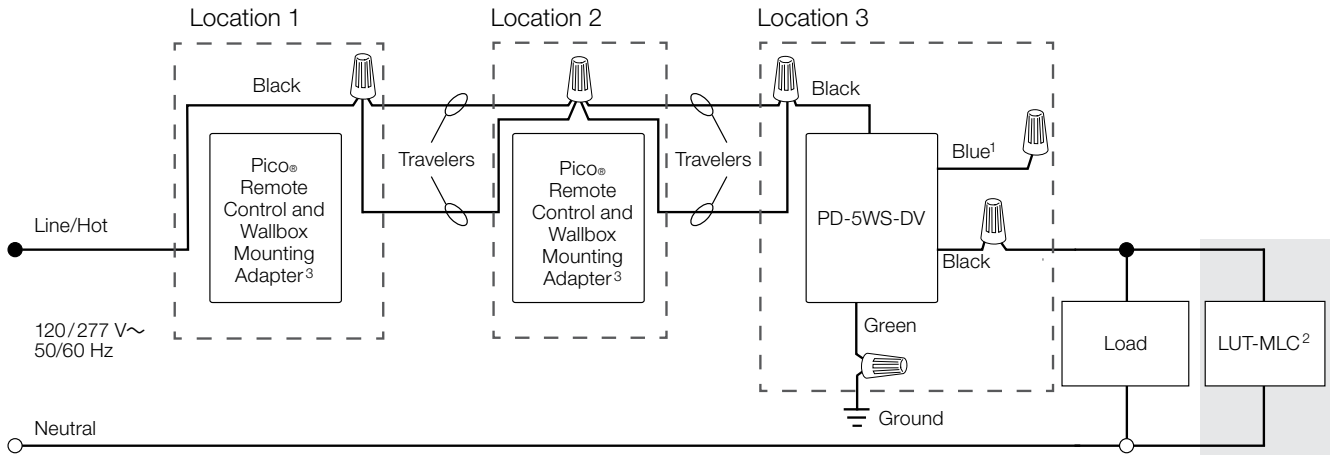 Location 1
Location 2
Location 3
Black
Black
Travelers
Travelers
Blue¹
Pico®
Remote
Control and
Wallbox
Mounting
Adapter³
Pico®
Remote
Control and
Wallbox
Mounting
Adapter³
PD-5WS-DV
Line/Hot
Black
120/277 V~
50/60 Hz
Green
Load
LUT-MLC²
Ground
Neutral